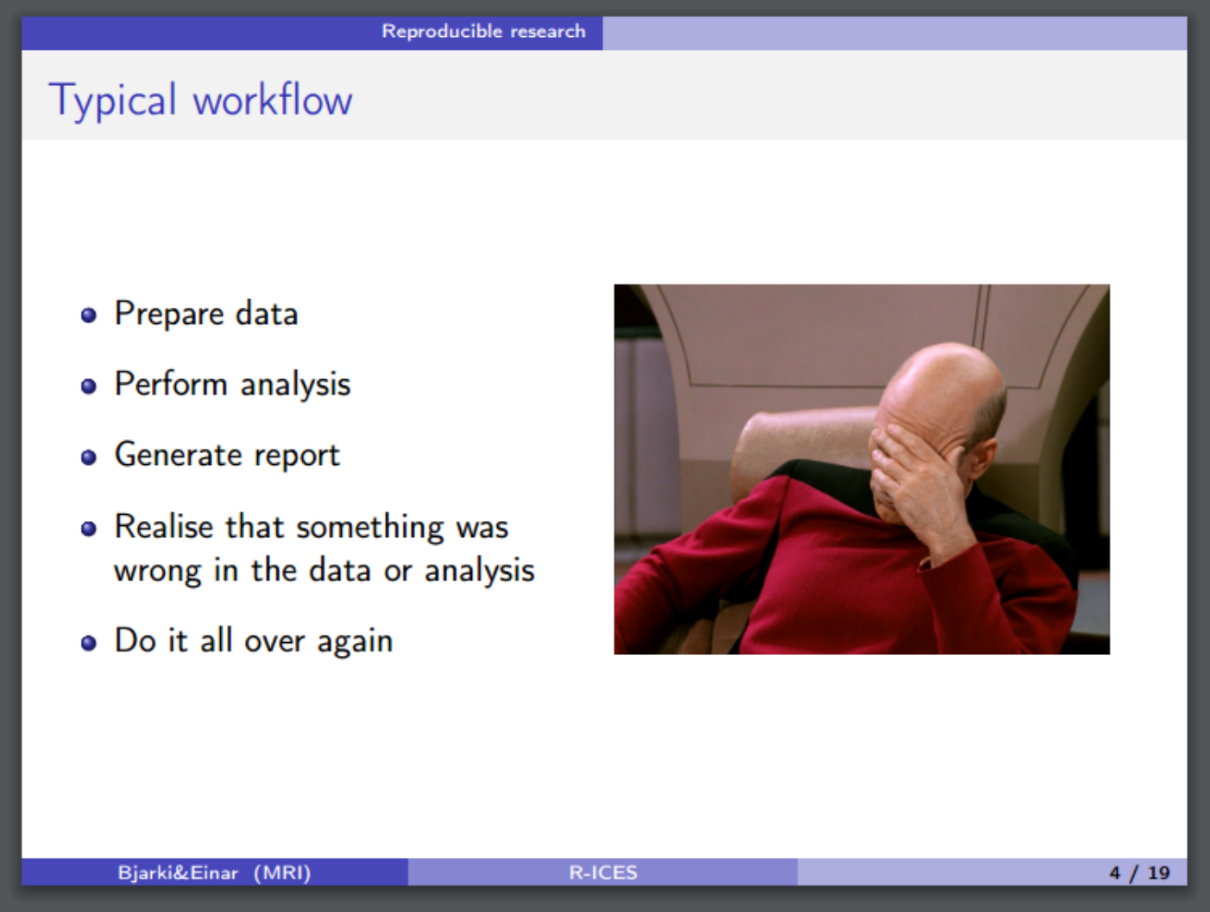 Reproducible research
Typical workflow
Prepare data
Perform analysis
Generate report
Realise that something was
wrong in the data or analysis
Do it all over again
Bjarki&Einar (MRI)
R-ICES
4 / 19